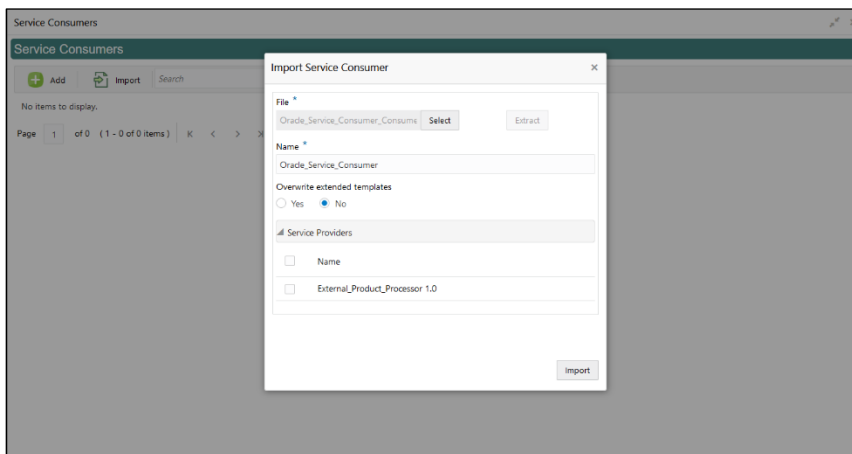 Service Consumers
Service Consumers
Add Import Search
No items to display.
Page 1 of 0 (1 - 0 of 0 items) K < >
Import Service Consumer ×
File *
Oracle_Service_Consumer_Consume Select Extract
Name *
Oracle_Service_Consumer
Overwrite extended templates
Yes No
Service Providers
Name
External_Product_Processor 1.0
Import